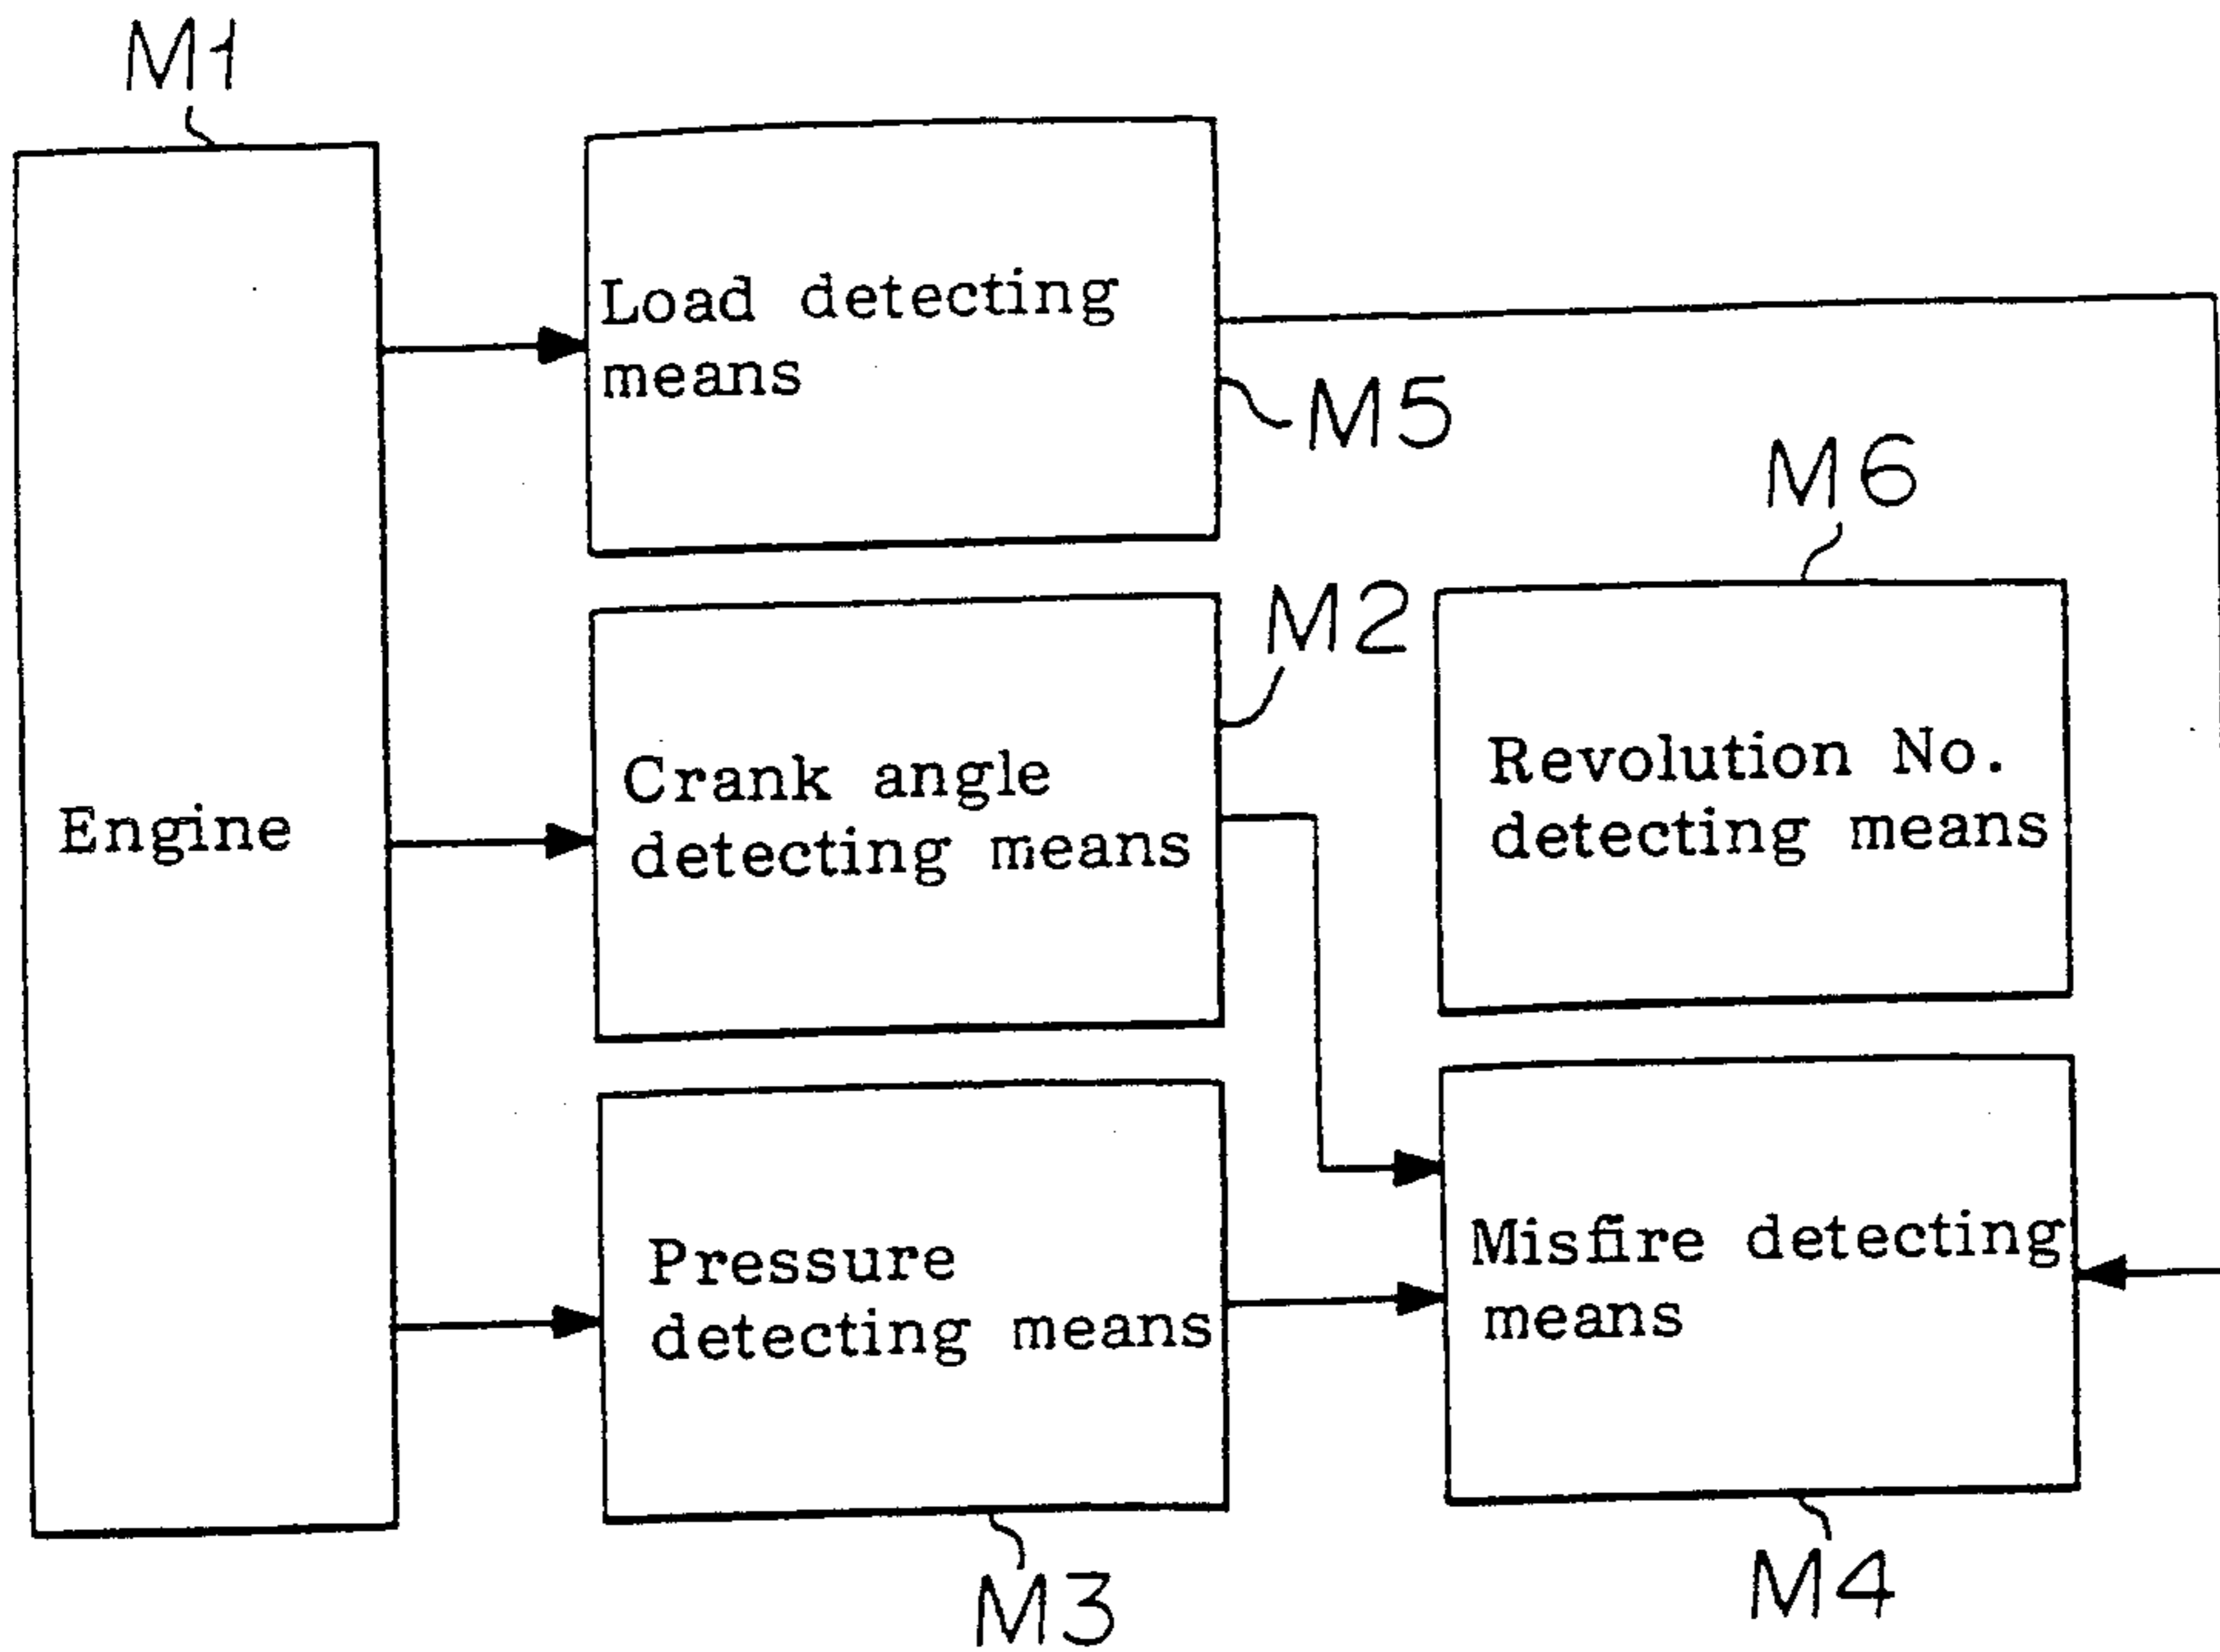 M1
Load detecting
means
M5
M6
M2
Revolution No.
detecting means
Crank angle
detecting means
Engine
Misfire detecting
means
Pressure
detecting means
M3
M4